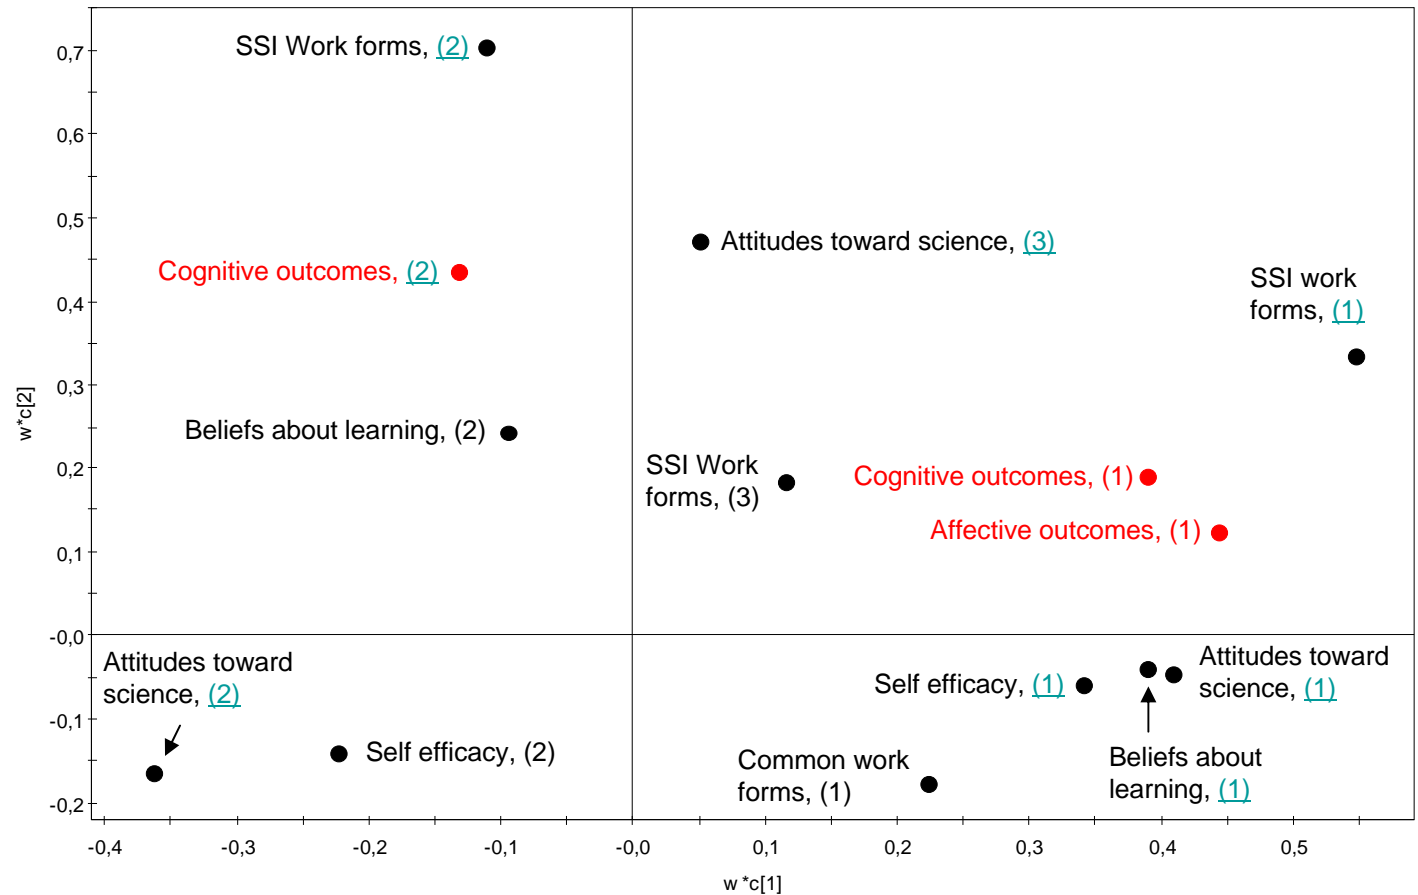 SSI Work forms, (2)
0,7
0,6
0,5
Attitudes toward science, (3)
Cognitive outcomes, (2)
SSI work
forms, (1)
0,4
w*c[2]
0,3
Beliefs about learning, (2)
0,2
SSI Work
forms, (3)
Cognitive outcomes, (1)
Affective outcomes, (1)
0,1
-0,0
Attitudes toward
science, (2)
Self efficacy, (1)
Attitudes toward
science, (1)
-0,1
Self efficacy, (2)
Common work
forms, (1)
Beliefs about
learning, (1)
-0,2
-0,4 -0,3 -0,2 -0,1 -0,0 0,1 0,2 0,3 0,4 0,5
w*c[1]